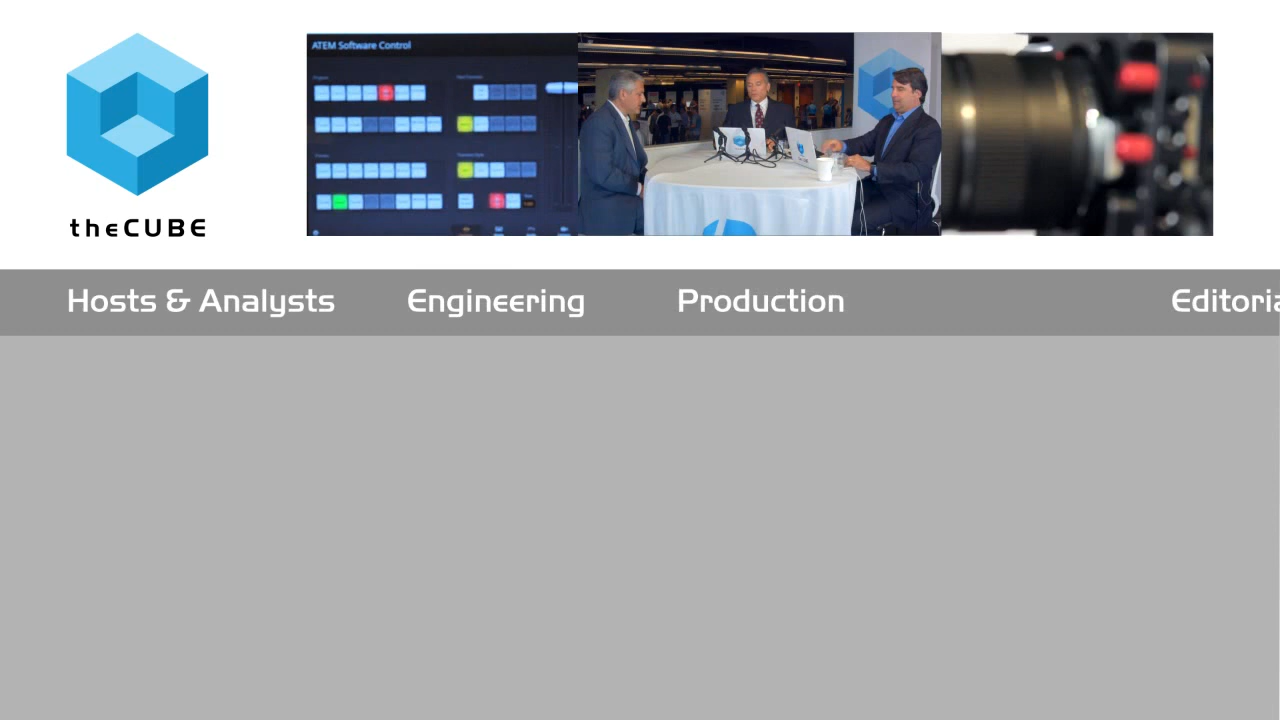 ATEM Software Control
theCUBE
Hosts & Analysts
Engineering
Production
Editoria